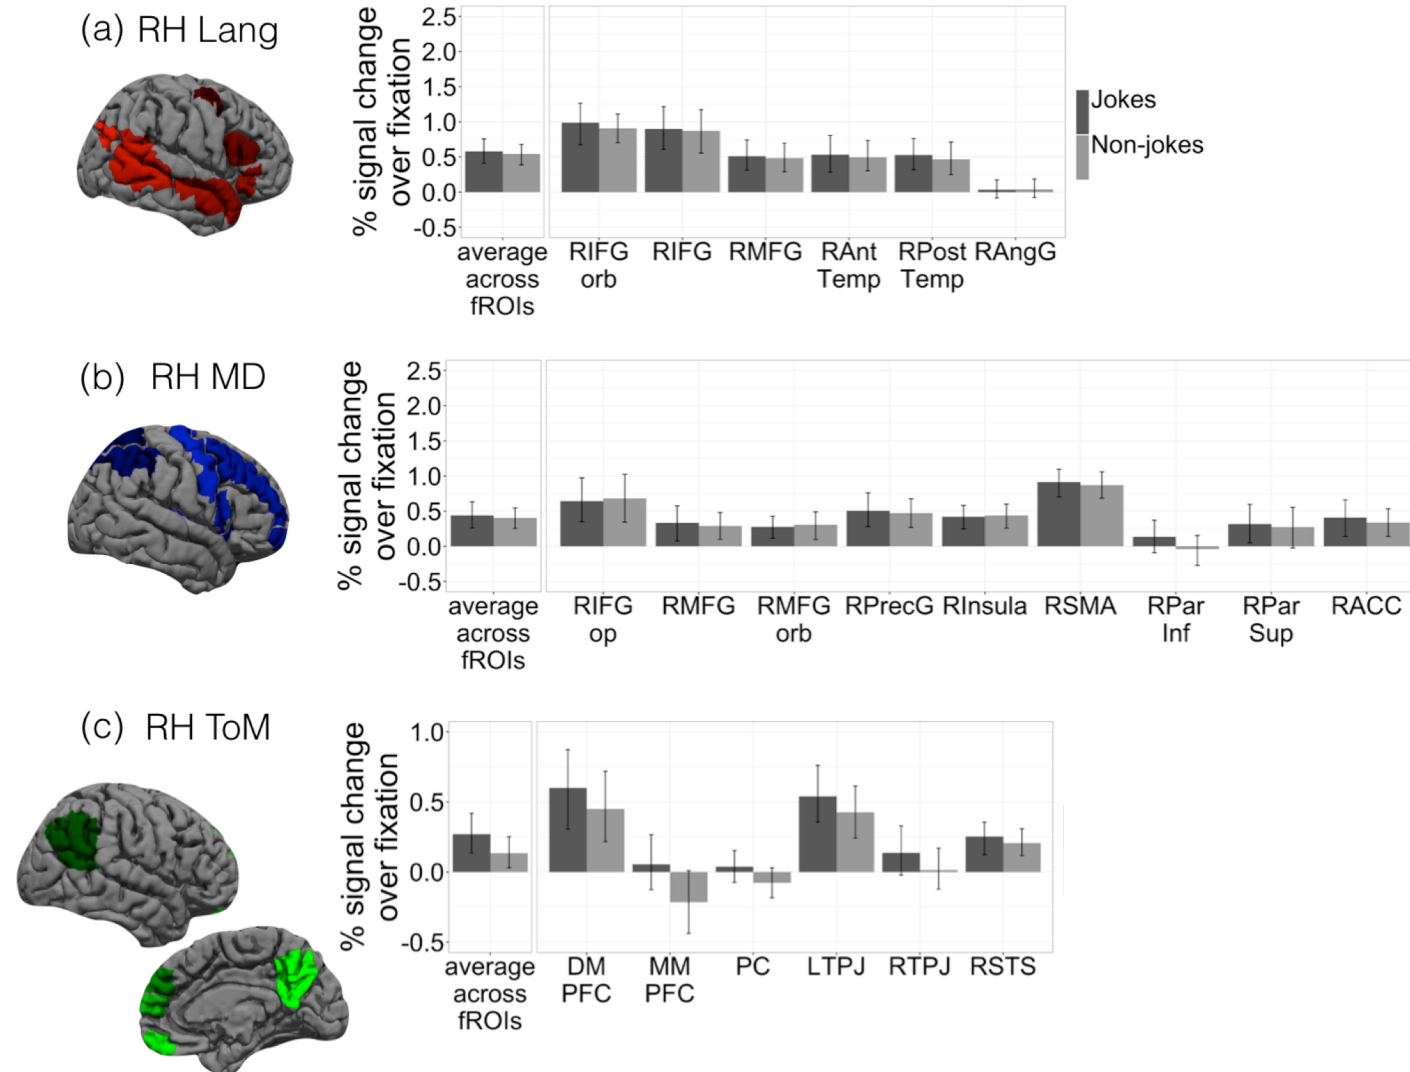 (a) RH Lang
% signal change
over fixation
2.5
2.0
1.5
1.0
0.5
0.0
-0.5
average
across
fROIs
RIFG
orb
RIFG
RMFG
RAnt
Temp
RPost
Temp
RAngG
Jokes
Non-jokes
(b) RH MD
% signal change
over fixation
2.5
2.0
1.5
1.0
0.5
0.0
-0.5
average
across
fROIs
RIFG
op
RMFG
RMFG
orb
RPrecG
RInsula
RSMA
RPar
Inf
RPar
Sup
RACC
(c) RH ToM
% signal change
over fixation
1.0
0.5
0.0
-0.5
average
across
fROIs
DM
PFC
MM
PFC
PC
LTPJ
RTPJ
RSTS